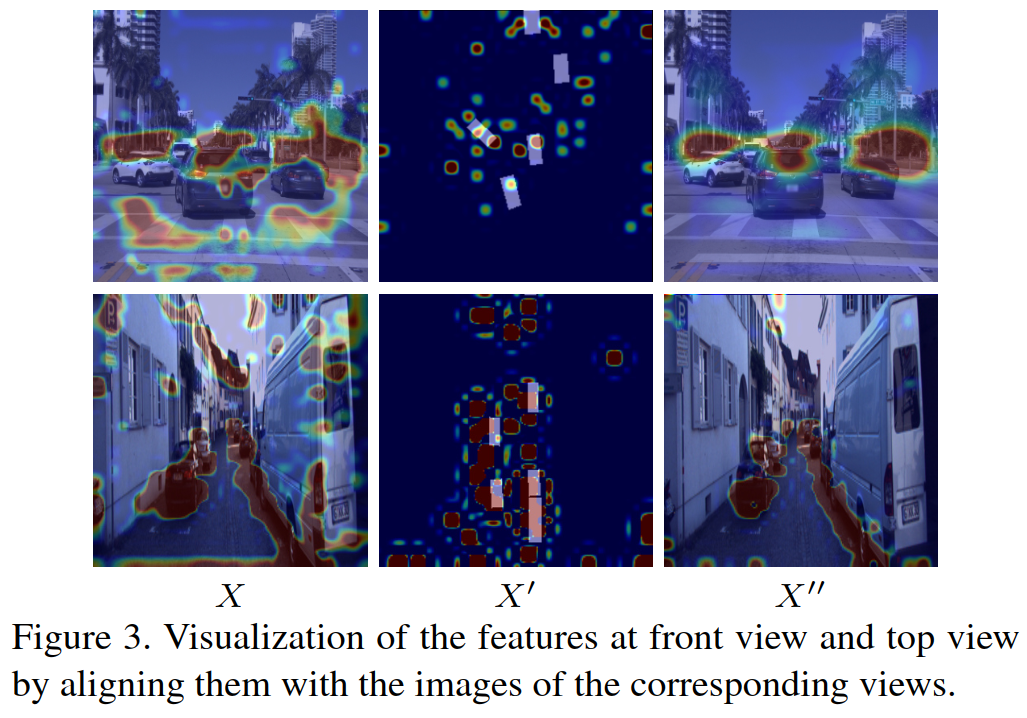 X X′ X′′
Figure 3. Visualization of the features at front view and top view
by aligning them with the images of the corresponding views.